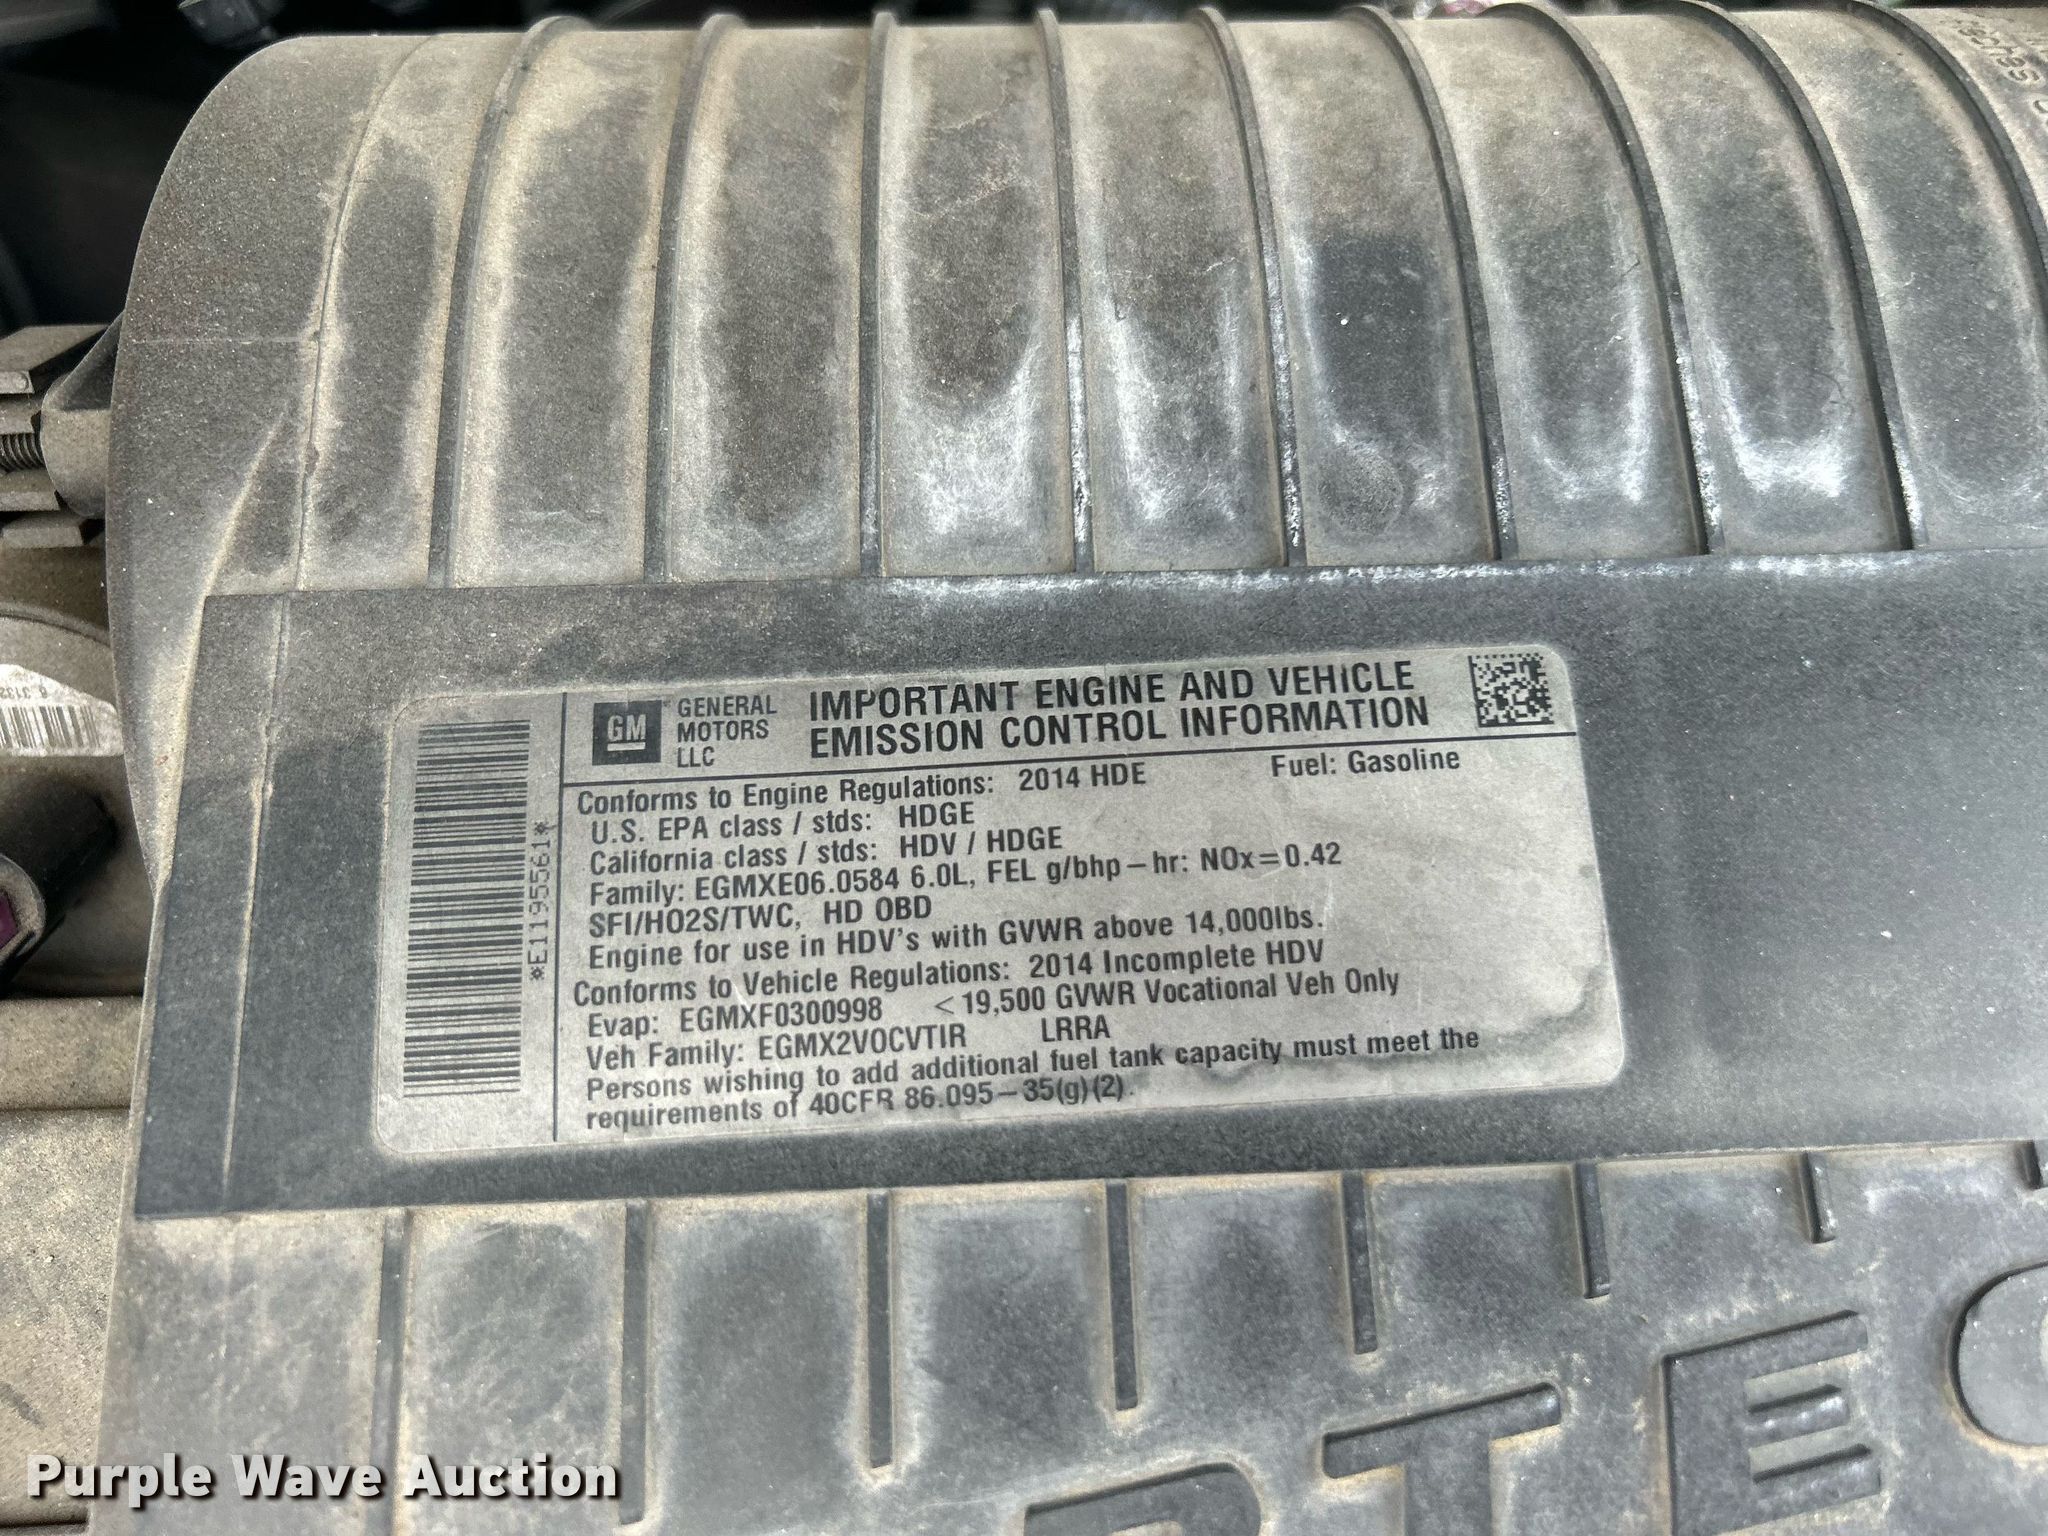 GM
GENERAL
MOTORS
LLC
IMPORTANT ENGINE AND VEHICLE
EMISSION CONTROL INFORMATION
*E1195561*
Conforms to Engine Regulations: 2014 HDE Fuel: Gasoline
U.S. EPA class / stds: HDGE
California class / stds: HDV / HDGE
Family: EGMXE06.0584 6.0L, FEL g/bhp-hr: NOx=0.42
SFI/HO2S/TWC, HD OBD
Engine for use in HDV's with GVWR above 14,000lbs.
Conforms to Vehicle Regulations: 2014 Incomplete HDV
Evap: EGMXF0300998 <19,500 GVWR Vocational Veh Only
Veh Family: EGMX2VOCVTIR LRRA
Persons wishing to add additional fuel tank capacity must meet the
requirements of 40CFR 86.095-35(g)(2).
Purple Wave Auction